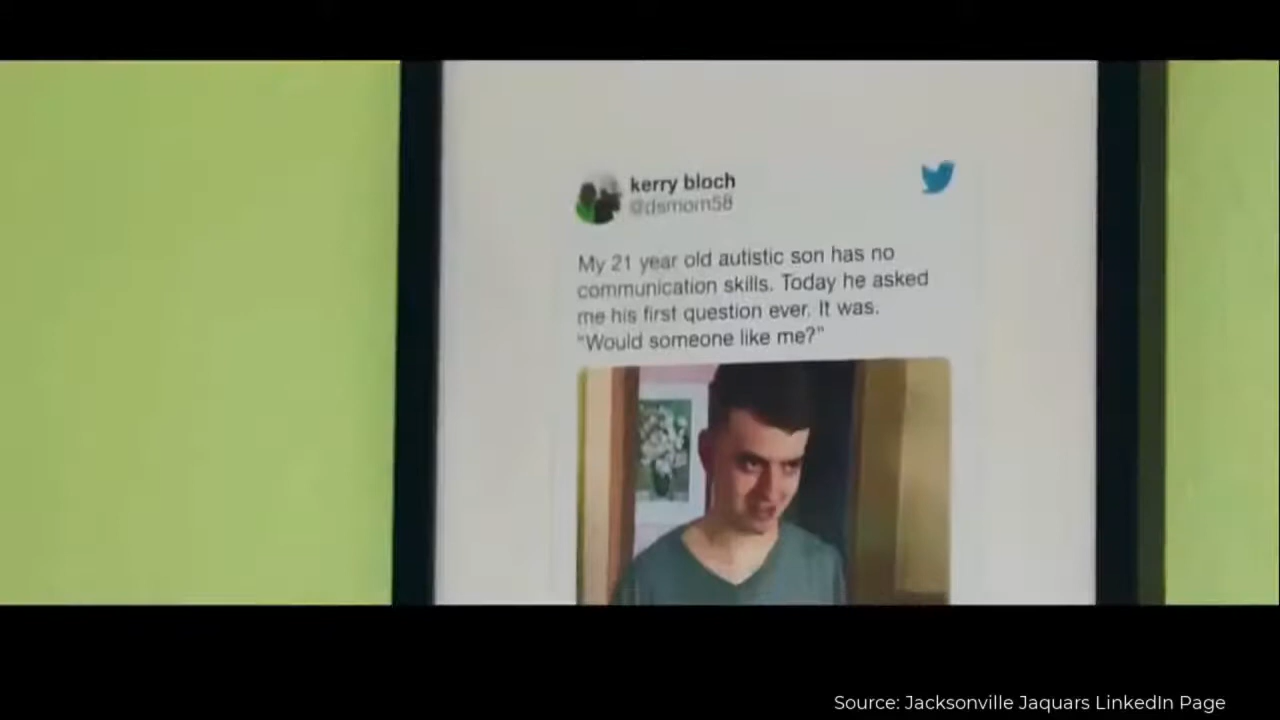 kerry bloch
@dsmom58
My 21 year old autistic son has no
communication skills. Today he asked
me his first question ever. It was.
“Would someone like me?”
Source: Jacksonville Jaquars LinkedIn Page